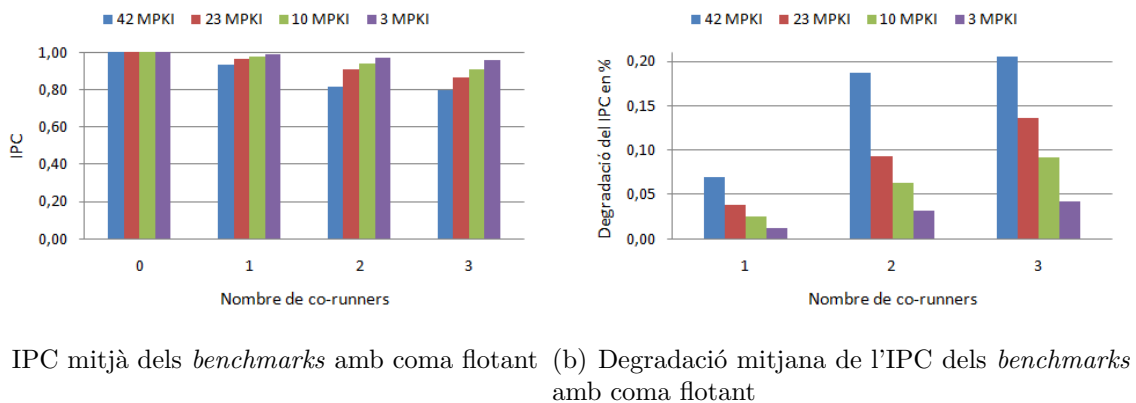 42 MPKI 23 MPKI 10 MPKI 3 MPKI
1,00
0,80
0,60
0,40
0,20
0,00
IPC
0 1 2 3
Nombre de co-runners
42 MPKI 23 MPKI 10 MPKI 3 MPKI
0,20
0,15
0,10
0,05
0,00
Degradació del IPC en %
1 2 3
Nombre de co-runners
IPC mitjà dels benchmarks amb coma flotant
(b) Degradació mitjana de l'IPC dels benchmarks
amb coma flotant